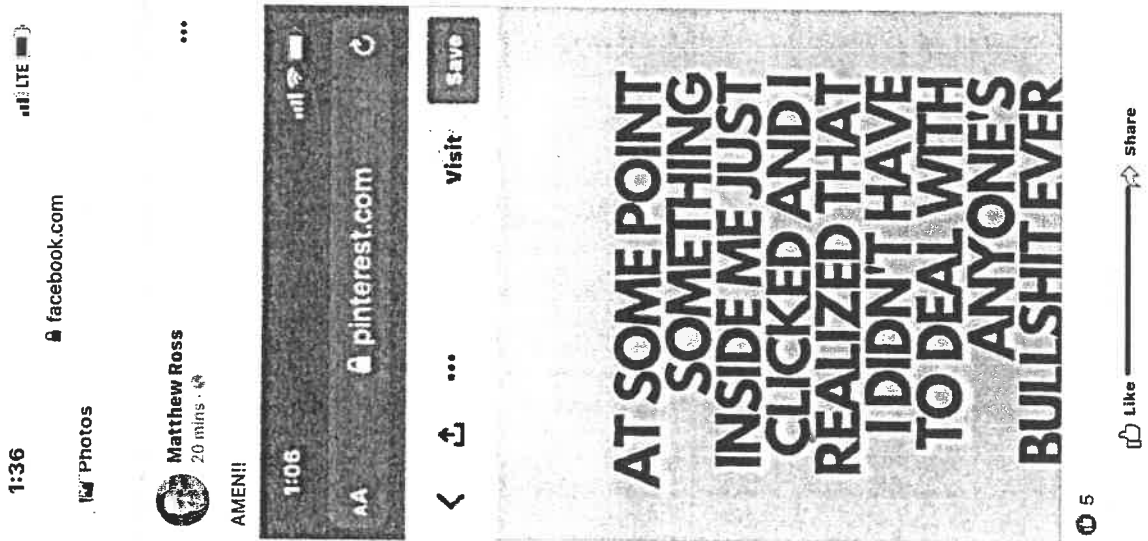 1:36
LTE
facebook.com
Photos
Matthew Ross
20 mins ·
AMEN!!
1:06
AA
pinterest.com
Visit
Save
AT SOME POINT
SOMETHING
INSIDE ME JUST
CLICKED AND I
REALIZED THAT
I DIDN'T HAVE
TO DEAL WITH
ANYONE'S
BULLSHIT EVER
5
Like
Share